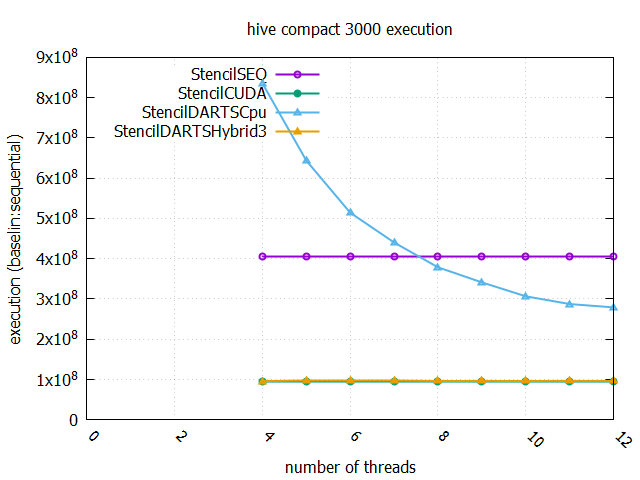 hive compact 3000 execution
StencilSEQ
StencilCUDA
StencilDARTSCpu
StencilDARTSHybrid3
execution (baselin:sequential)
9x10⁸
8x10⁸
7x10⁸
6x10⁸
5x10⁸
4x10⁸
3x10⁸
2x10⁸
1x10⁸
0
0
2
4
6
8
10
12
number of threads